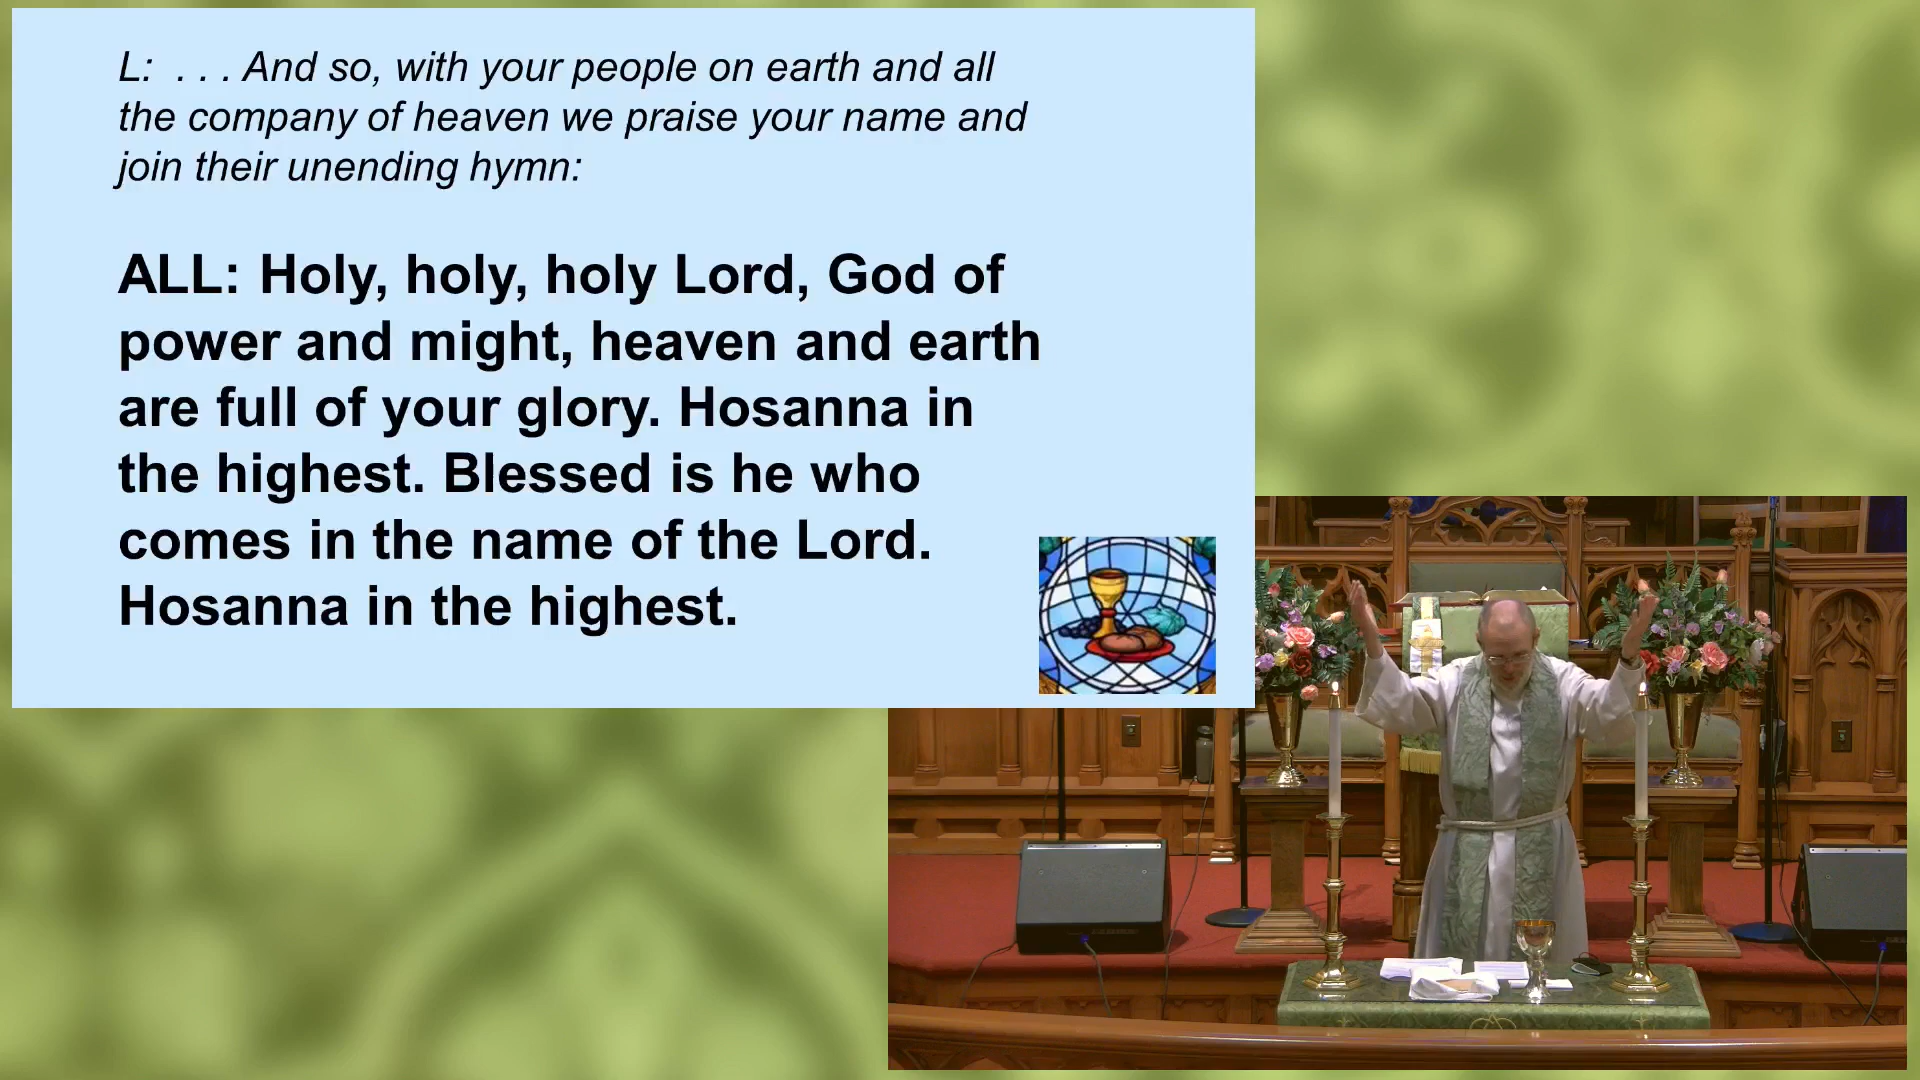 L:  . . . And so, with your people on earth and all
the company of heaven we praise your name and
join their unending hymn:
ALL: Holy, holy, holy Lord, God of
power and might, heaven and earth
are full of your glory. Hosanna in
the highest. Blessed is he who
comes in the name of the Lord.
Hosanna in the highest.